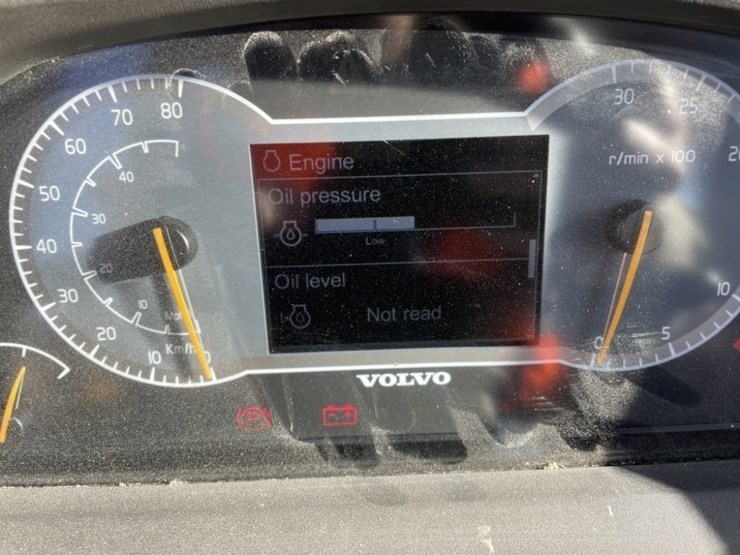 80
70
60
50
40
30
20
10
Km/h
40
30
20
10
Engine
Oil pressure
Low
Oil level
Not read
VOLVO
(P)
30
25
r/min x 100
10
5
0